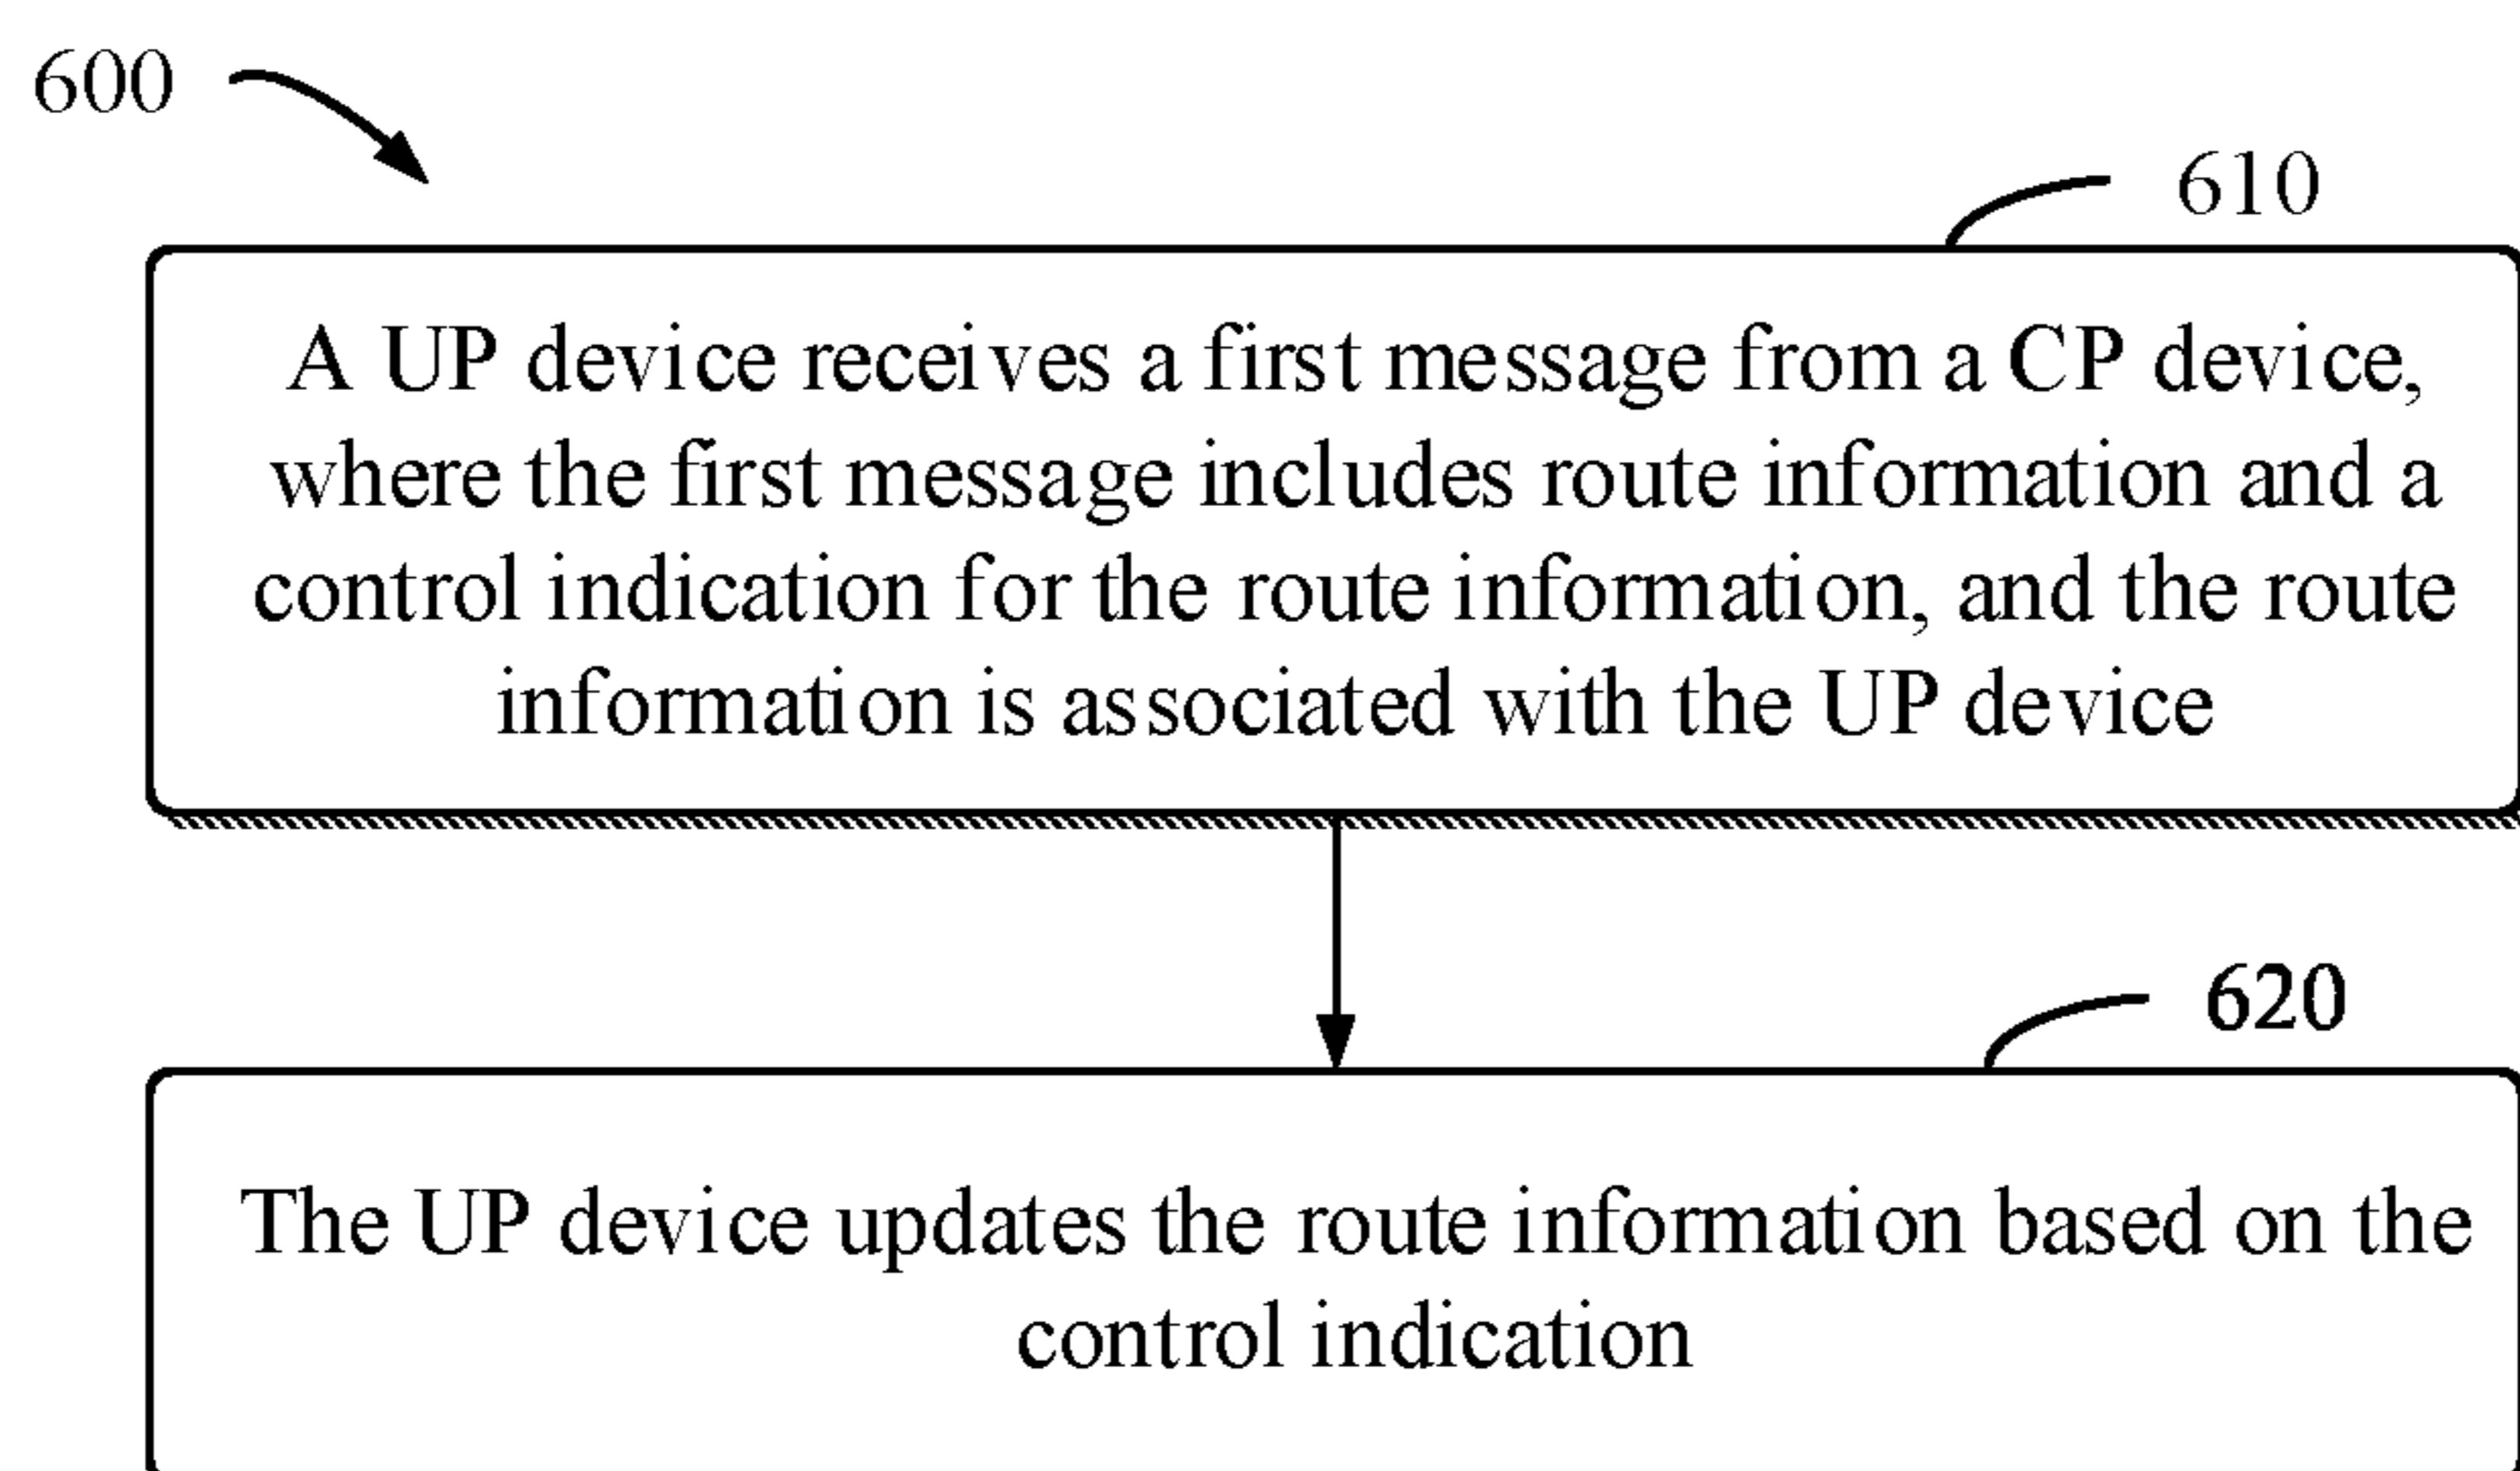 600
610
A UP device receives a first message from a CP device,
where the first message includes route information and a
control indication for the route information, and the route
information is associated with the UP device
620
The UP device updates the route information based on the
control indication